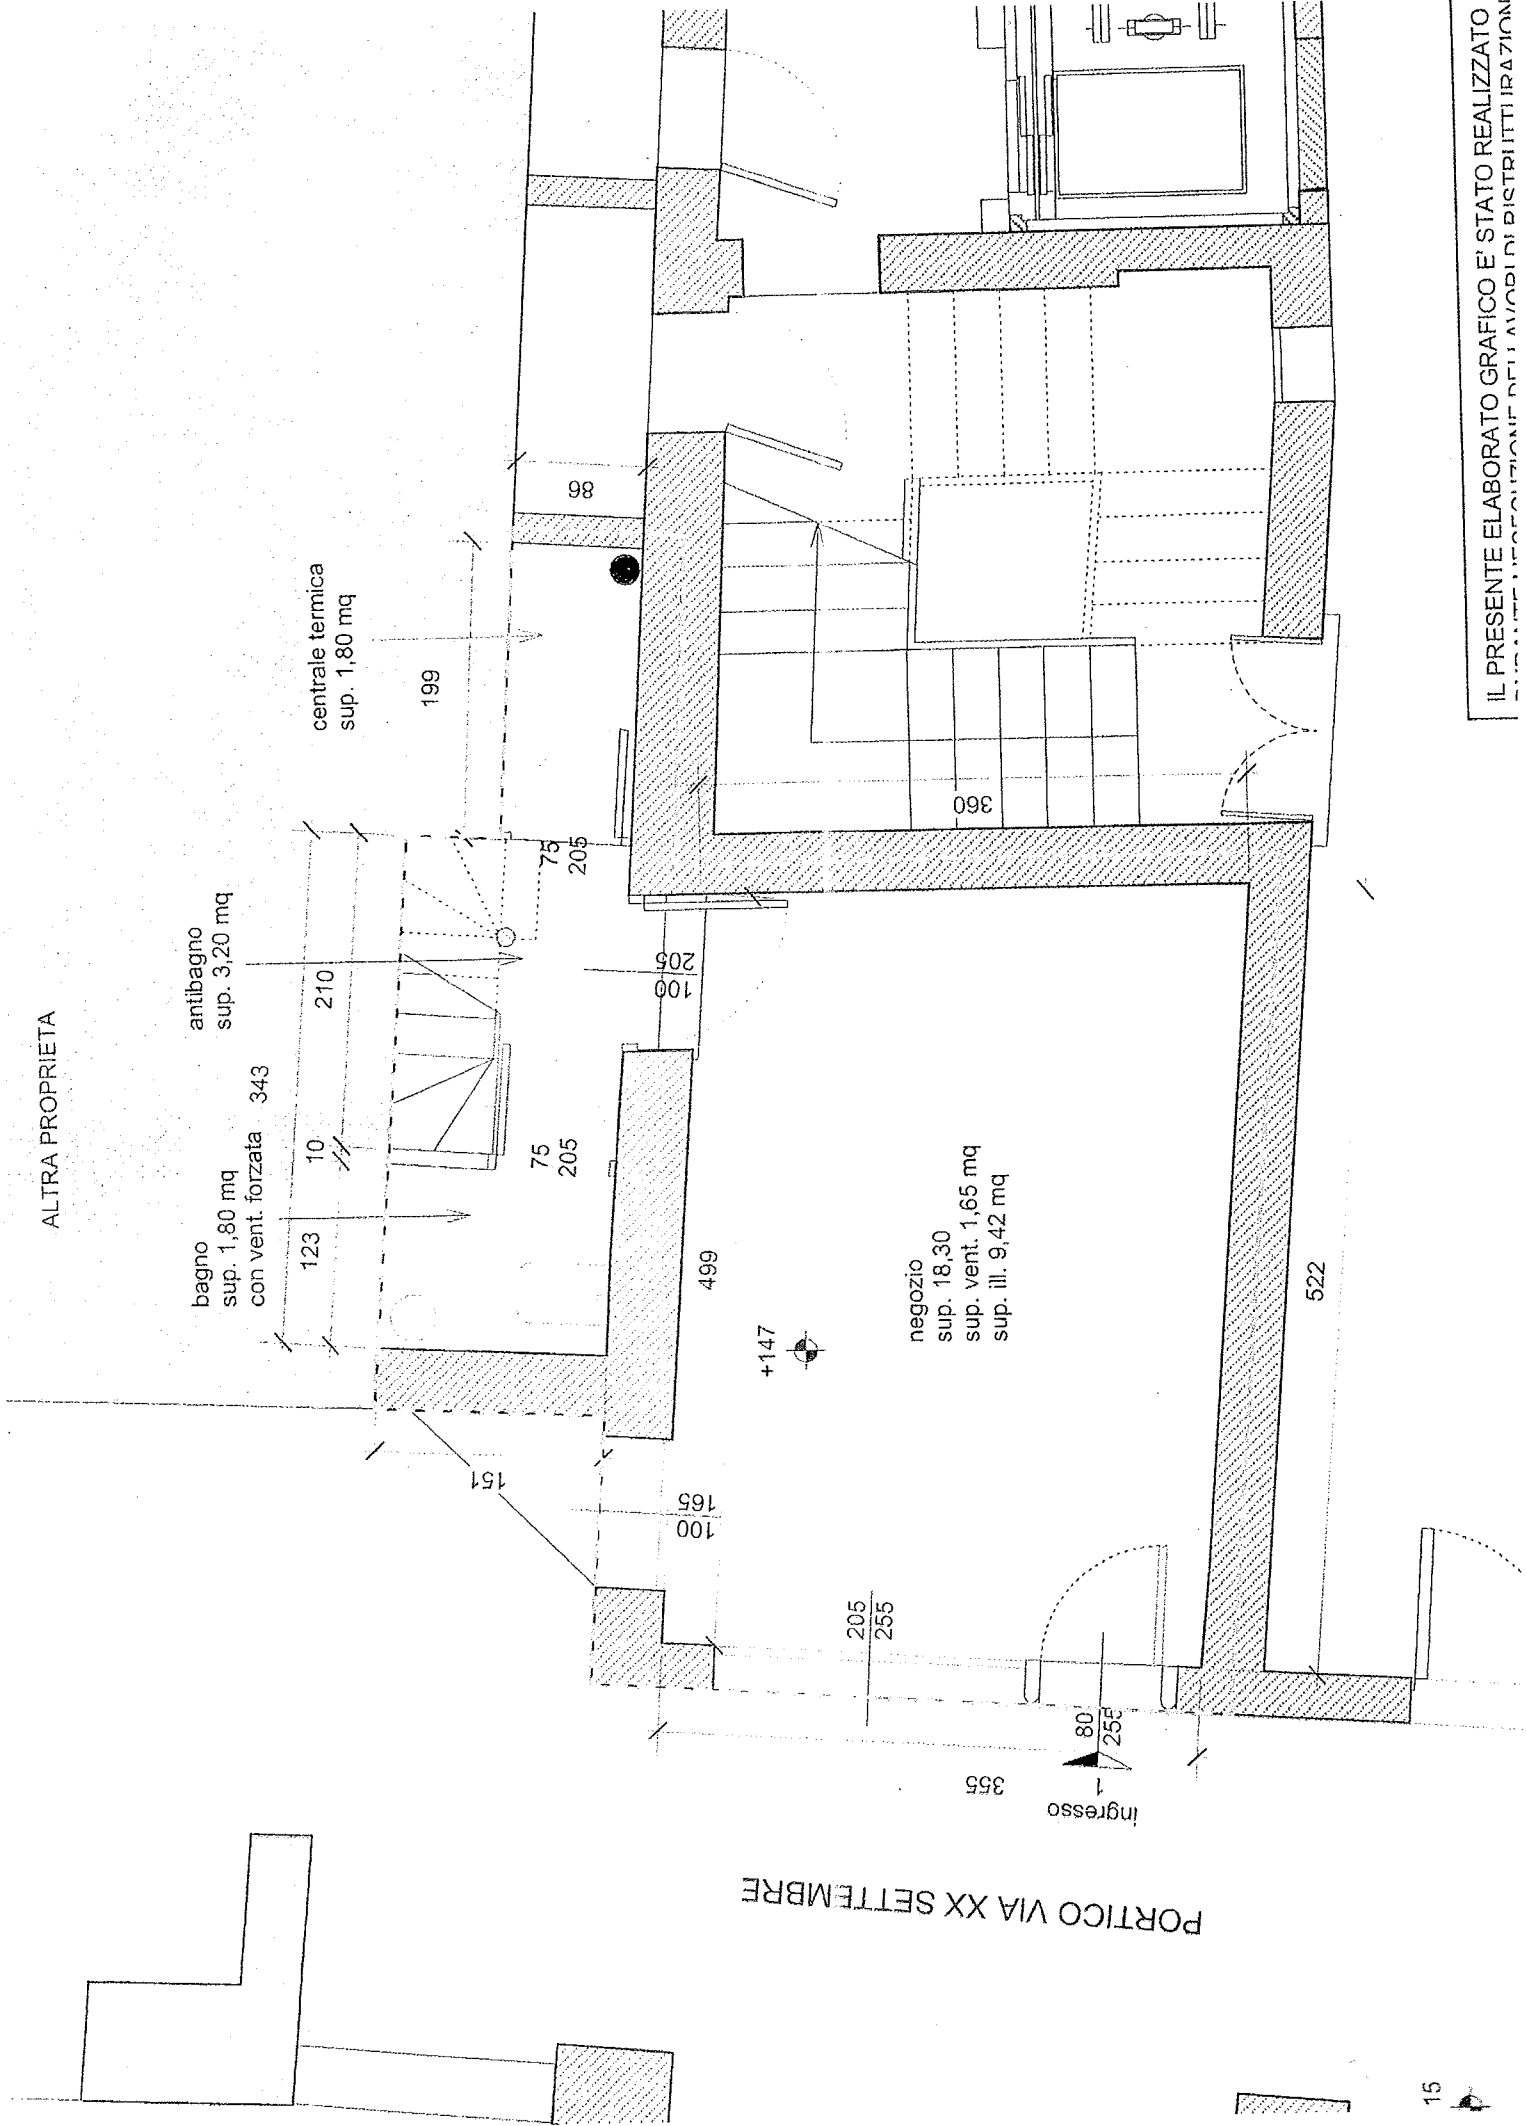 ALTRA PROPRIETA
bagno
sup. 1,80 mq
con vent. forzata
343
antibagno
sup. 3,20 mq
centrale termica
sup. 1,80 mq
123
10
210
199
86
75
205
75
205
100
205
151
100
165
499
+147
negozio
sup. 18,30
sup. vent. 1,65 mq
sup. ill. 9,42 mq
360
522
205
255
80
255
355
1
ingresso
PORTICO VIA XX SETTEMBRE
15
IL PRESENTE ELABORATO GRAFICO E' STATO REALIZZATO